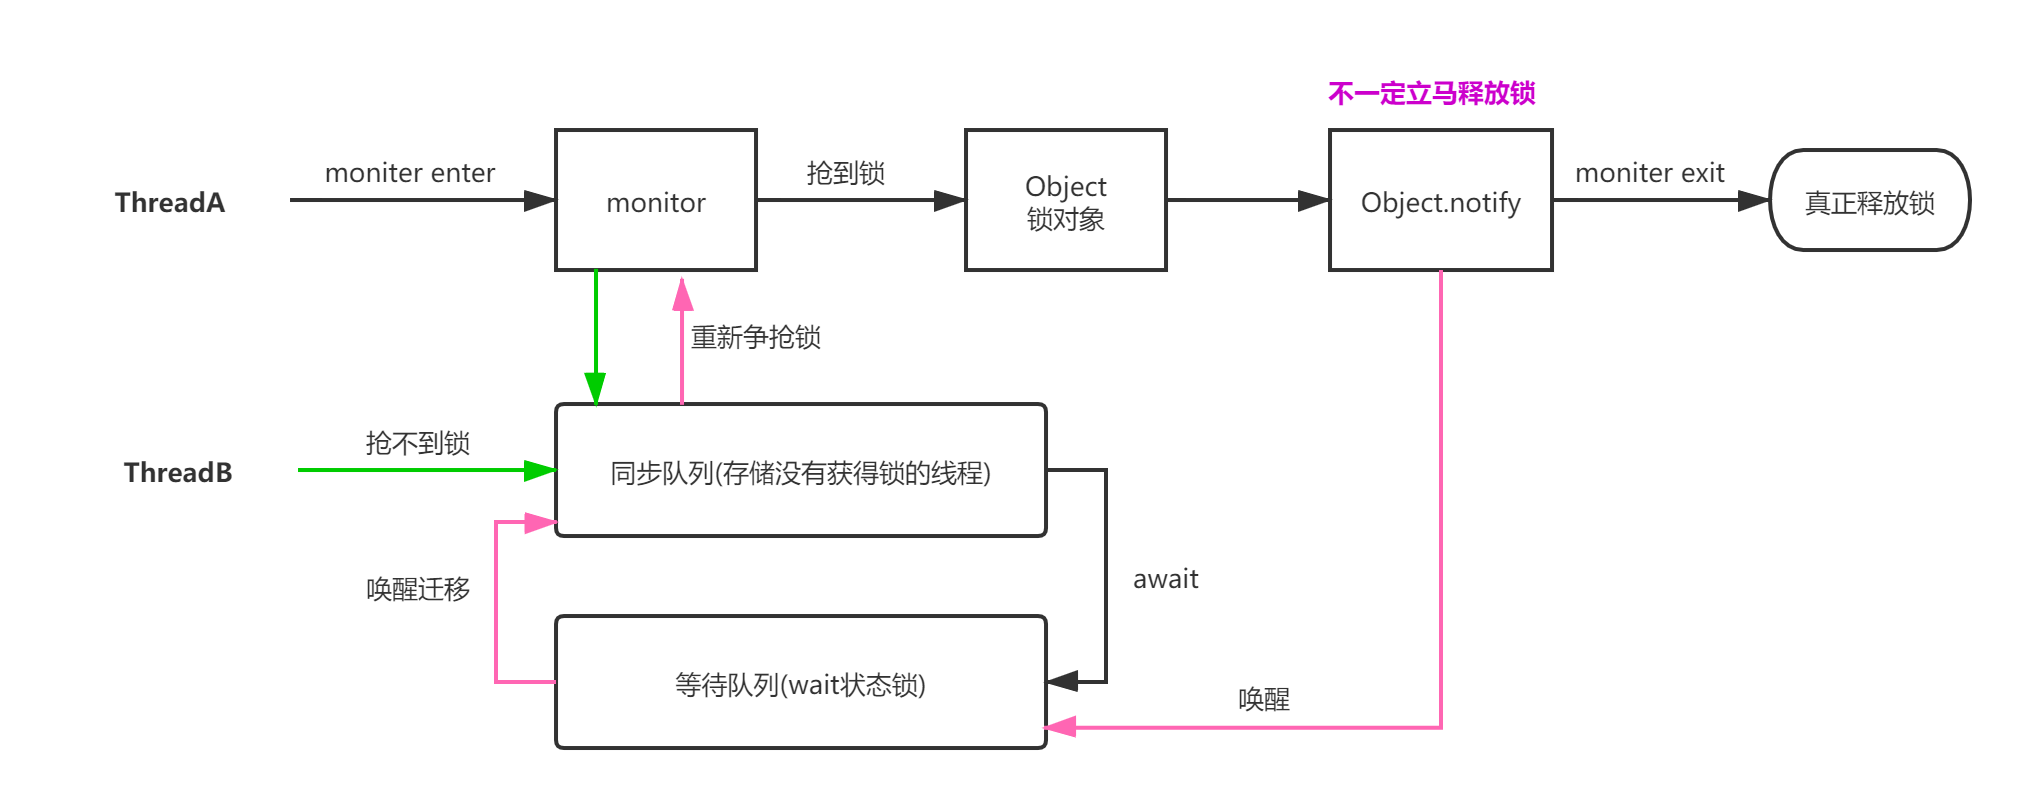 不一定立马释放锁
ThreadA
moniter enter
monitor
抢到锁
Object
锁对象
Object.notify
moniter exit
真正释放锁
重新争抢锁
ThreadB
抢不到锁
同步队列(存储没有获得锁的线程)
唤醒迁移
await
等待队列(wait状态锁)
唤醒